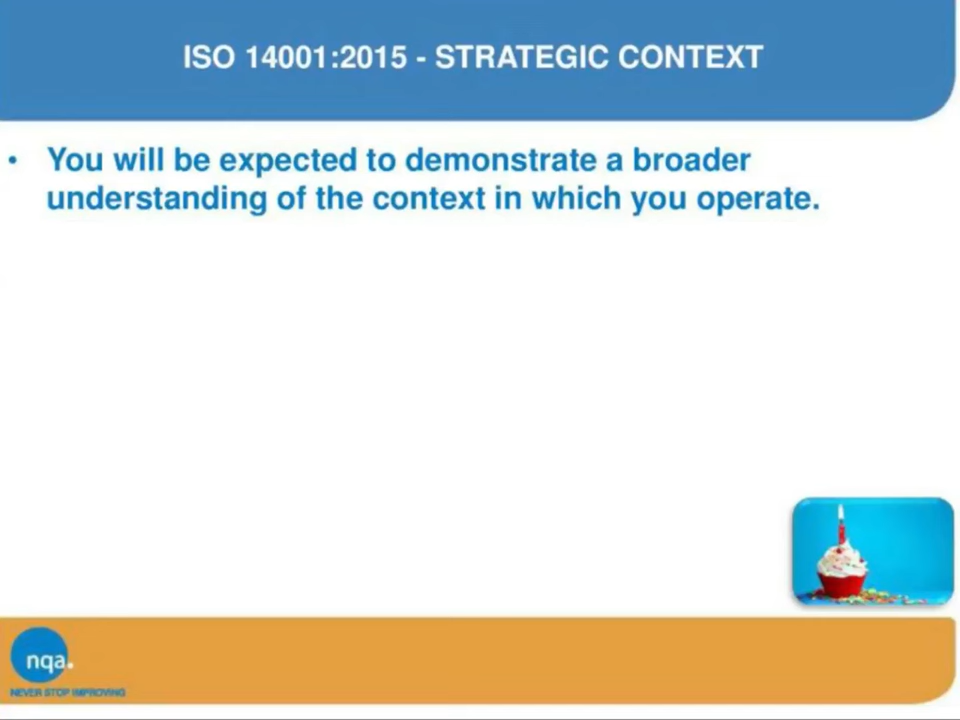 ISO 14001:2015 - STRATEGIC CONTEXT
• You will be expected to demonstrate a broader
understanding of the context in which you operate.
nqa.
NEVER STOP IMPROVING